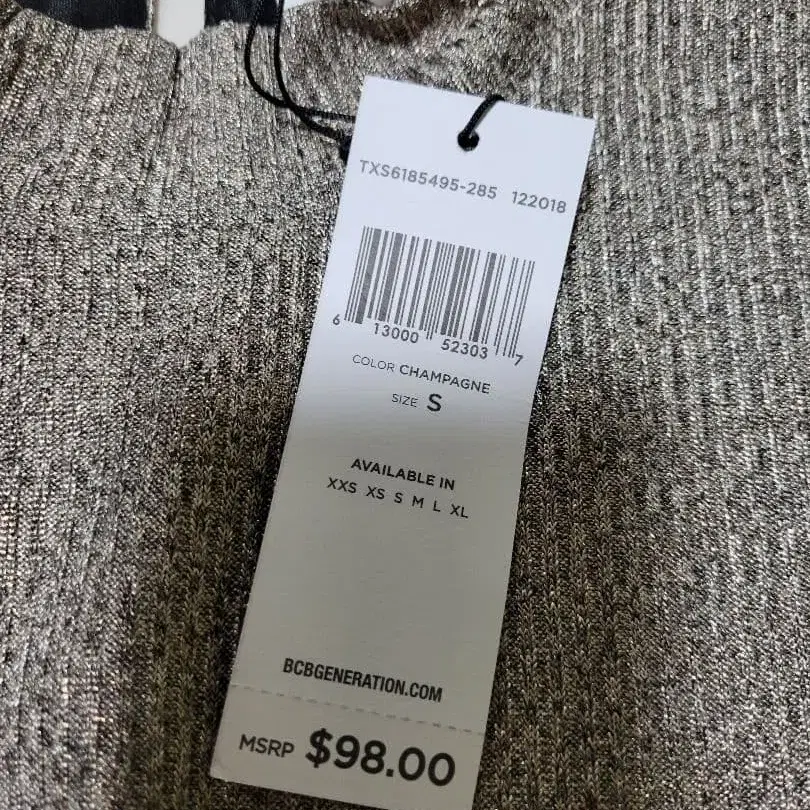 TXS6185495-285 122018
6 13000 52303 7
COLOR CHAMPAGNE
SIZE S
AVAILABLE IN
XXS XS S M L XL
BCBGENERATION.COM
MSRP $98.00